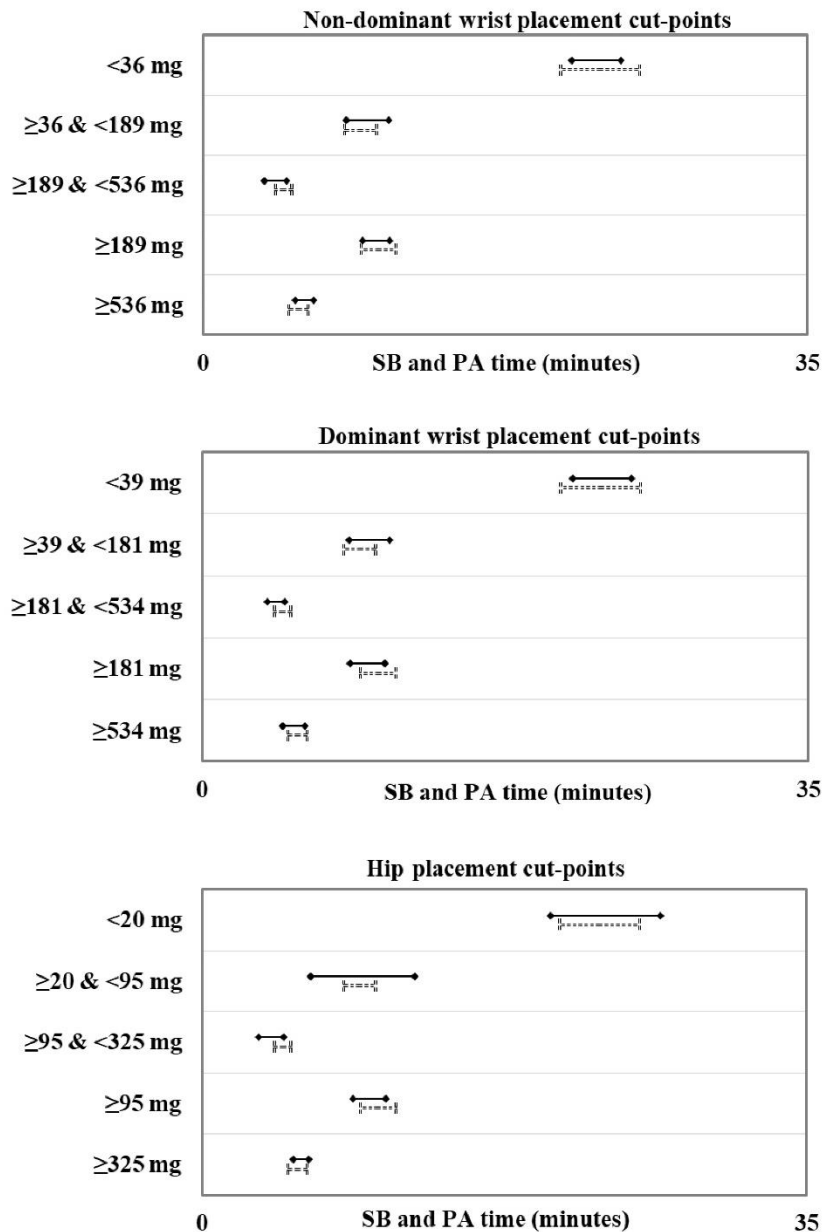 Non-dominant wrist placement cut-points
<36 mg
≥36 & <189 mg
≥189 & <536 mg
≥189 mg
≥536 mg
0 SB and PA time (minutes) 35
Dominant wrist placement cut-points
<39 mg
≥39 & <181 mg
≥181 & <534 mg
≥181 mg
≥534 mg
0 SB and PA time (minutes) 35
Hip placement cut-points
<20 mg
≥20 & <95 mg
≥95 & <325 mg
≥95 mg
≥325 mg
0 SB and PA time (minutes) 35